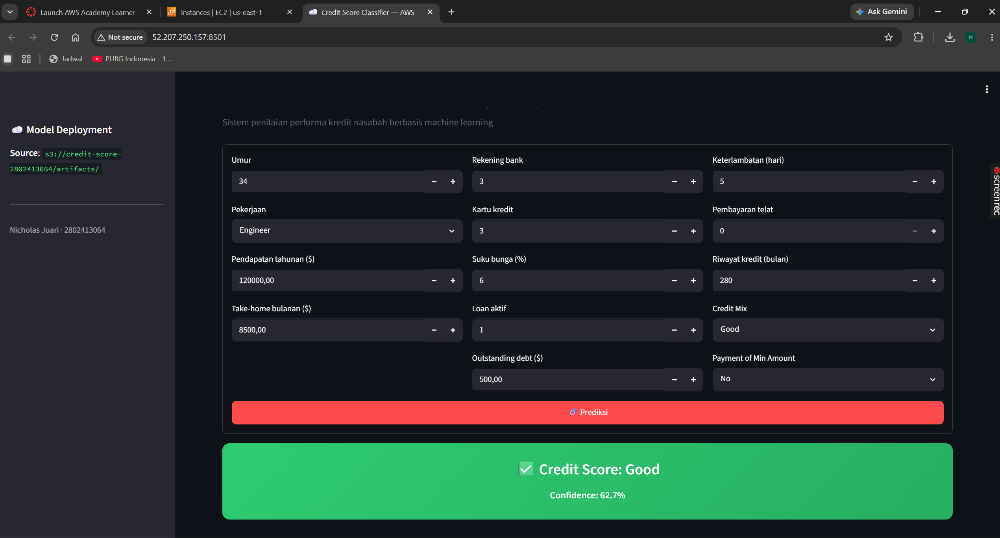 Launch AWS Academy Learner
Instances | EC2 | us-east-1
Credit Score Classifier — AWS
Ask Gemini
Not secure
52.207.250.157:8501
n
Jadwal
PUBG Indonesia - 1...
Model Deployment
Source: s3://credit-score-
2802413064/artifacts/
Nicholas Juari · 2802413064
Sistem penilaian performa kredit nasabah berbasis machine learning
Umur
34
Rekening bank
3
Keterlambatan (hari)
5
Pekerjaan
Engineer
Kartu kredit
3
Pembayaran telat
0
Pendapatan tahunan ($)
120000,00
Suku bunga (%)
6
Riwayat kredit (bulan)
280
Take-home bulanan ($)
8500,00
Loan aktif
1
Credit Mix
Good
Outstanding debt ($)
500,00
Payment of Min Amount
No
Prediksi
Credit Score: Good
Confidence: 62.7%
screenrec